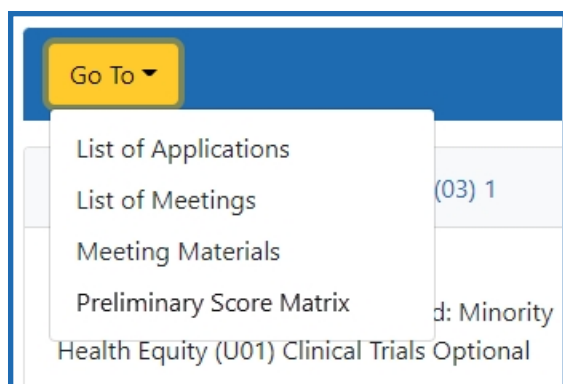 Go To
List of Applications
List of Meetings
(03) 1
Meeting Materials
Preliminary Score Matrix
d: Minority
Health Equity (U01) Clinical Trials Optional